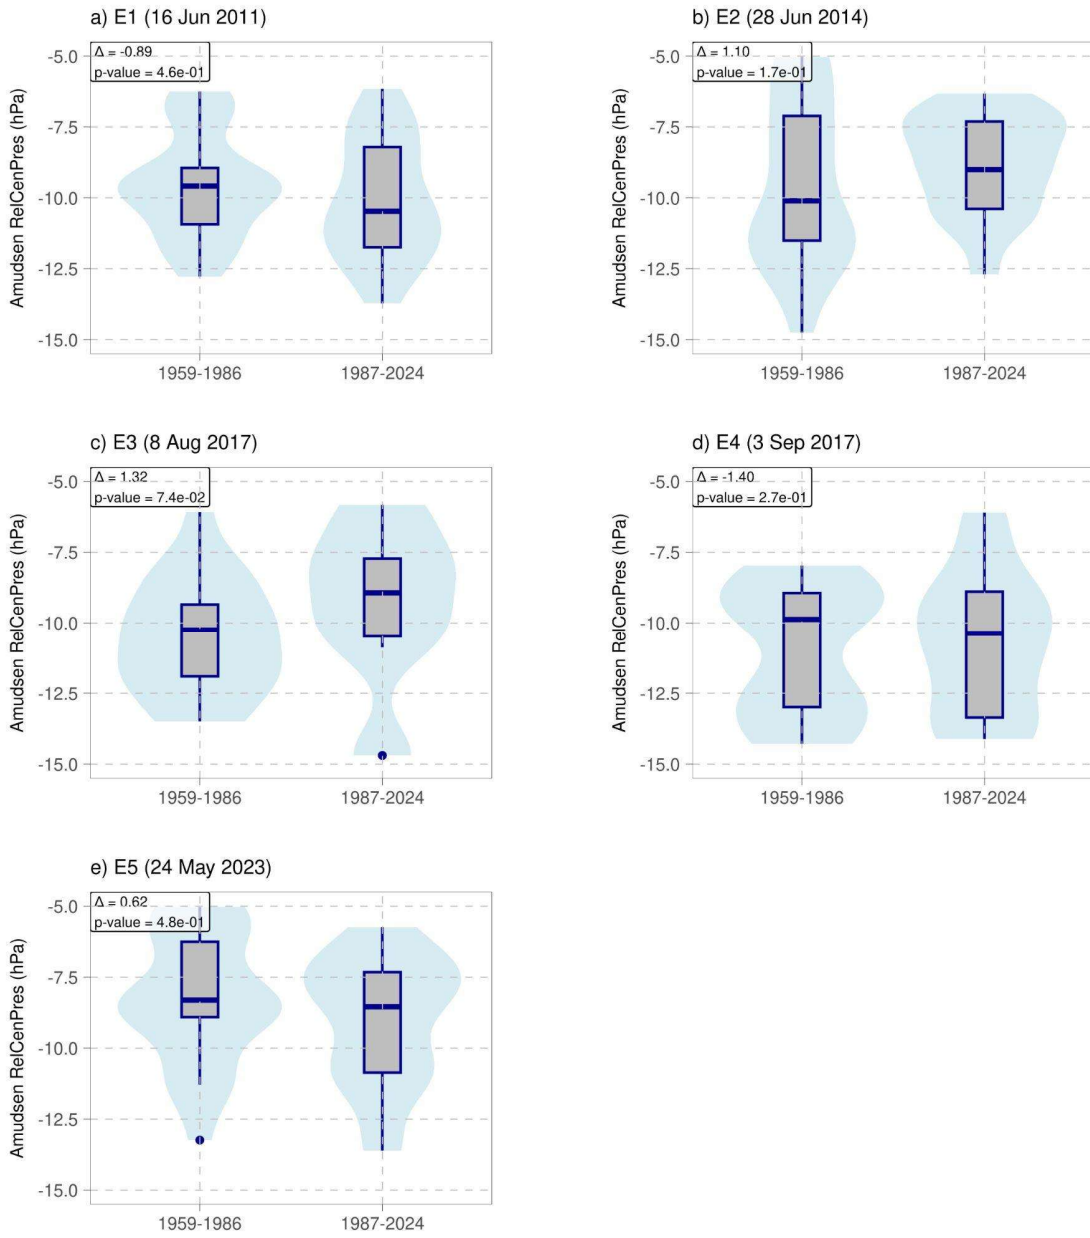 a) E1 (16 Jun 2011)
Δ = -0.89
p-value = 4.6e-01
Amudsen RelCenPres (hPa)
-5.0
-7.5
-10.0
-12.5
-15.0
1959-1986
1987-2024
b) E2 (28 Jun 2014)
Δ = 1.10
p-value = 1.7e-01
Amudsen RelCenPres (hPa)
-5.0
-7.5
-10.0
-12.5
-15.0
1959-1986
1987-2024
c) E3 (8 Aug 2017)
Δ = 1.32
p-value = 7.4e-02
Amudsen RelCenPres (hPa)
-5.0
-7.5
-10.0
-12.5
-15.0
1959-1986
1987-2024
d) E4 (3 Sep 2017)
Δ = -1.40
p-value = 2.7e-01
Amudsen RelCenPres (hPa)
-5.0
-7.5
-10.0
-12.5
-15.0
1959-1986
1987-2024
e) E5 (24 May 2023)
Δ = 0.62
p-value = 4.8e-01
Amudsen RelCenPres (hPa)
-5.0
-7.5
-10.0
-12.5
-15.0
1959-1986
1987-2024